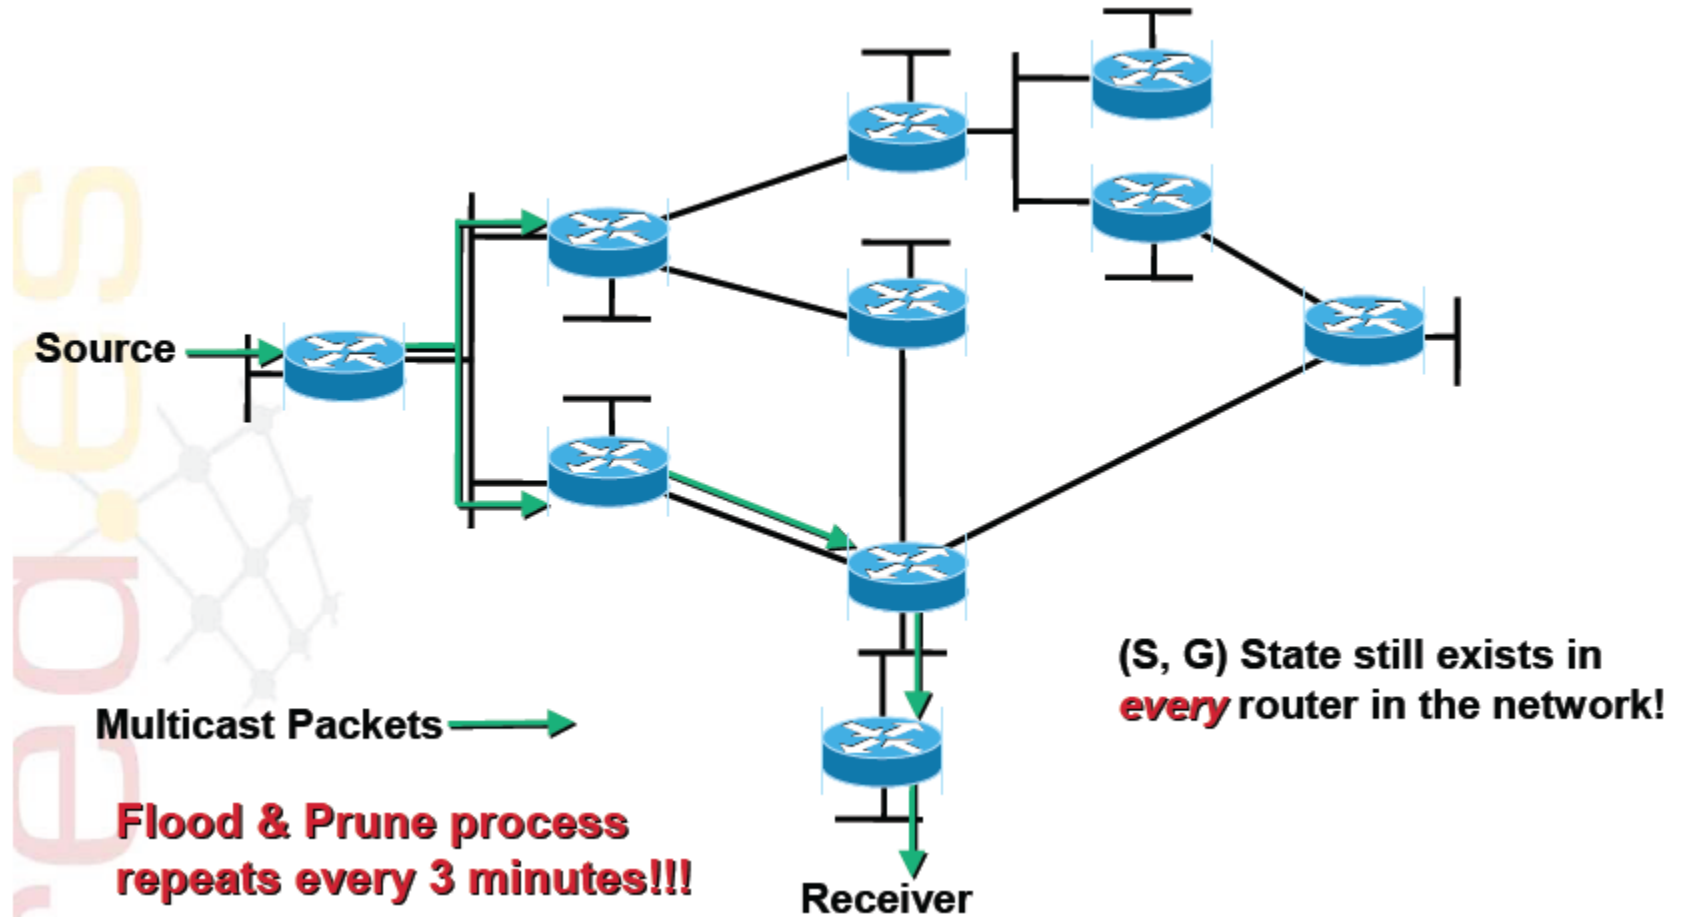 Source
(S, G) State still exists in
every router in the network!
Multicast Packets
Flood & Prune process
repeats every 3 minutes!!!
Receiver